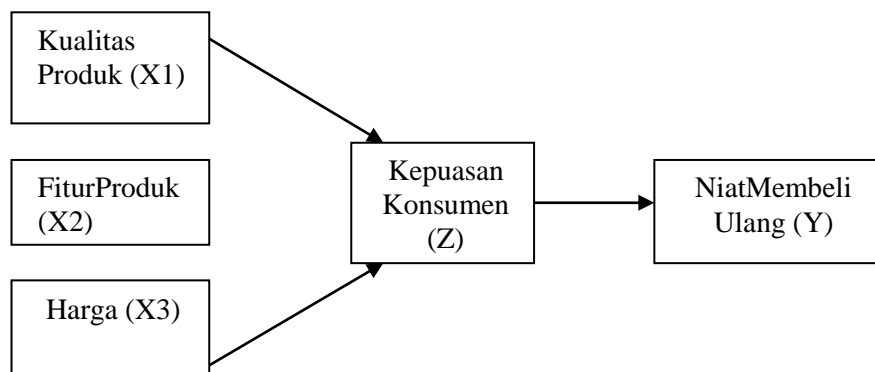 Kualitas
Produk (X1)
FiturProduk
(X2)
Harga (X3)
Kepuasan
Konsumen
(Z)
NiatMembeli
Ulang (Y)